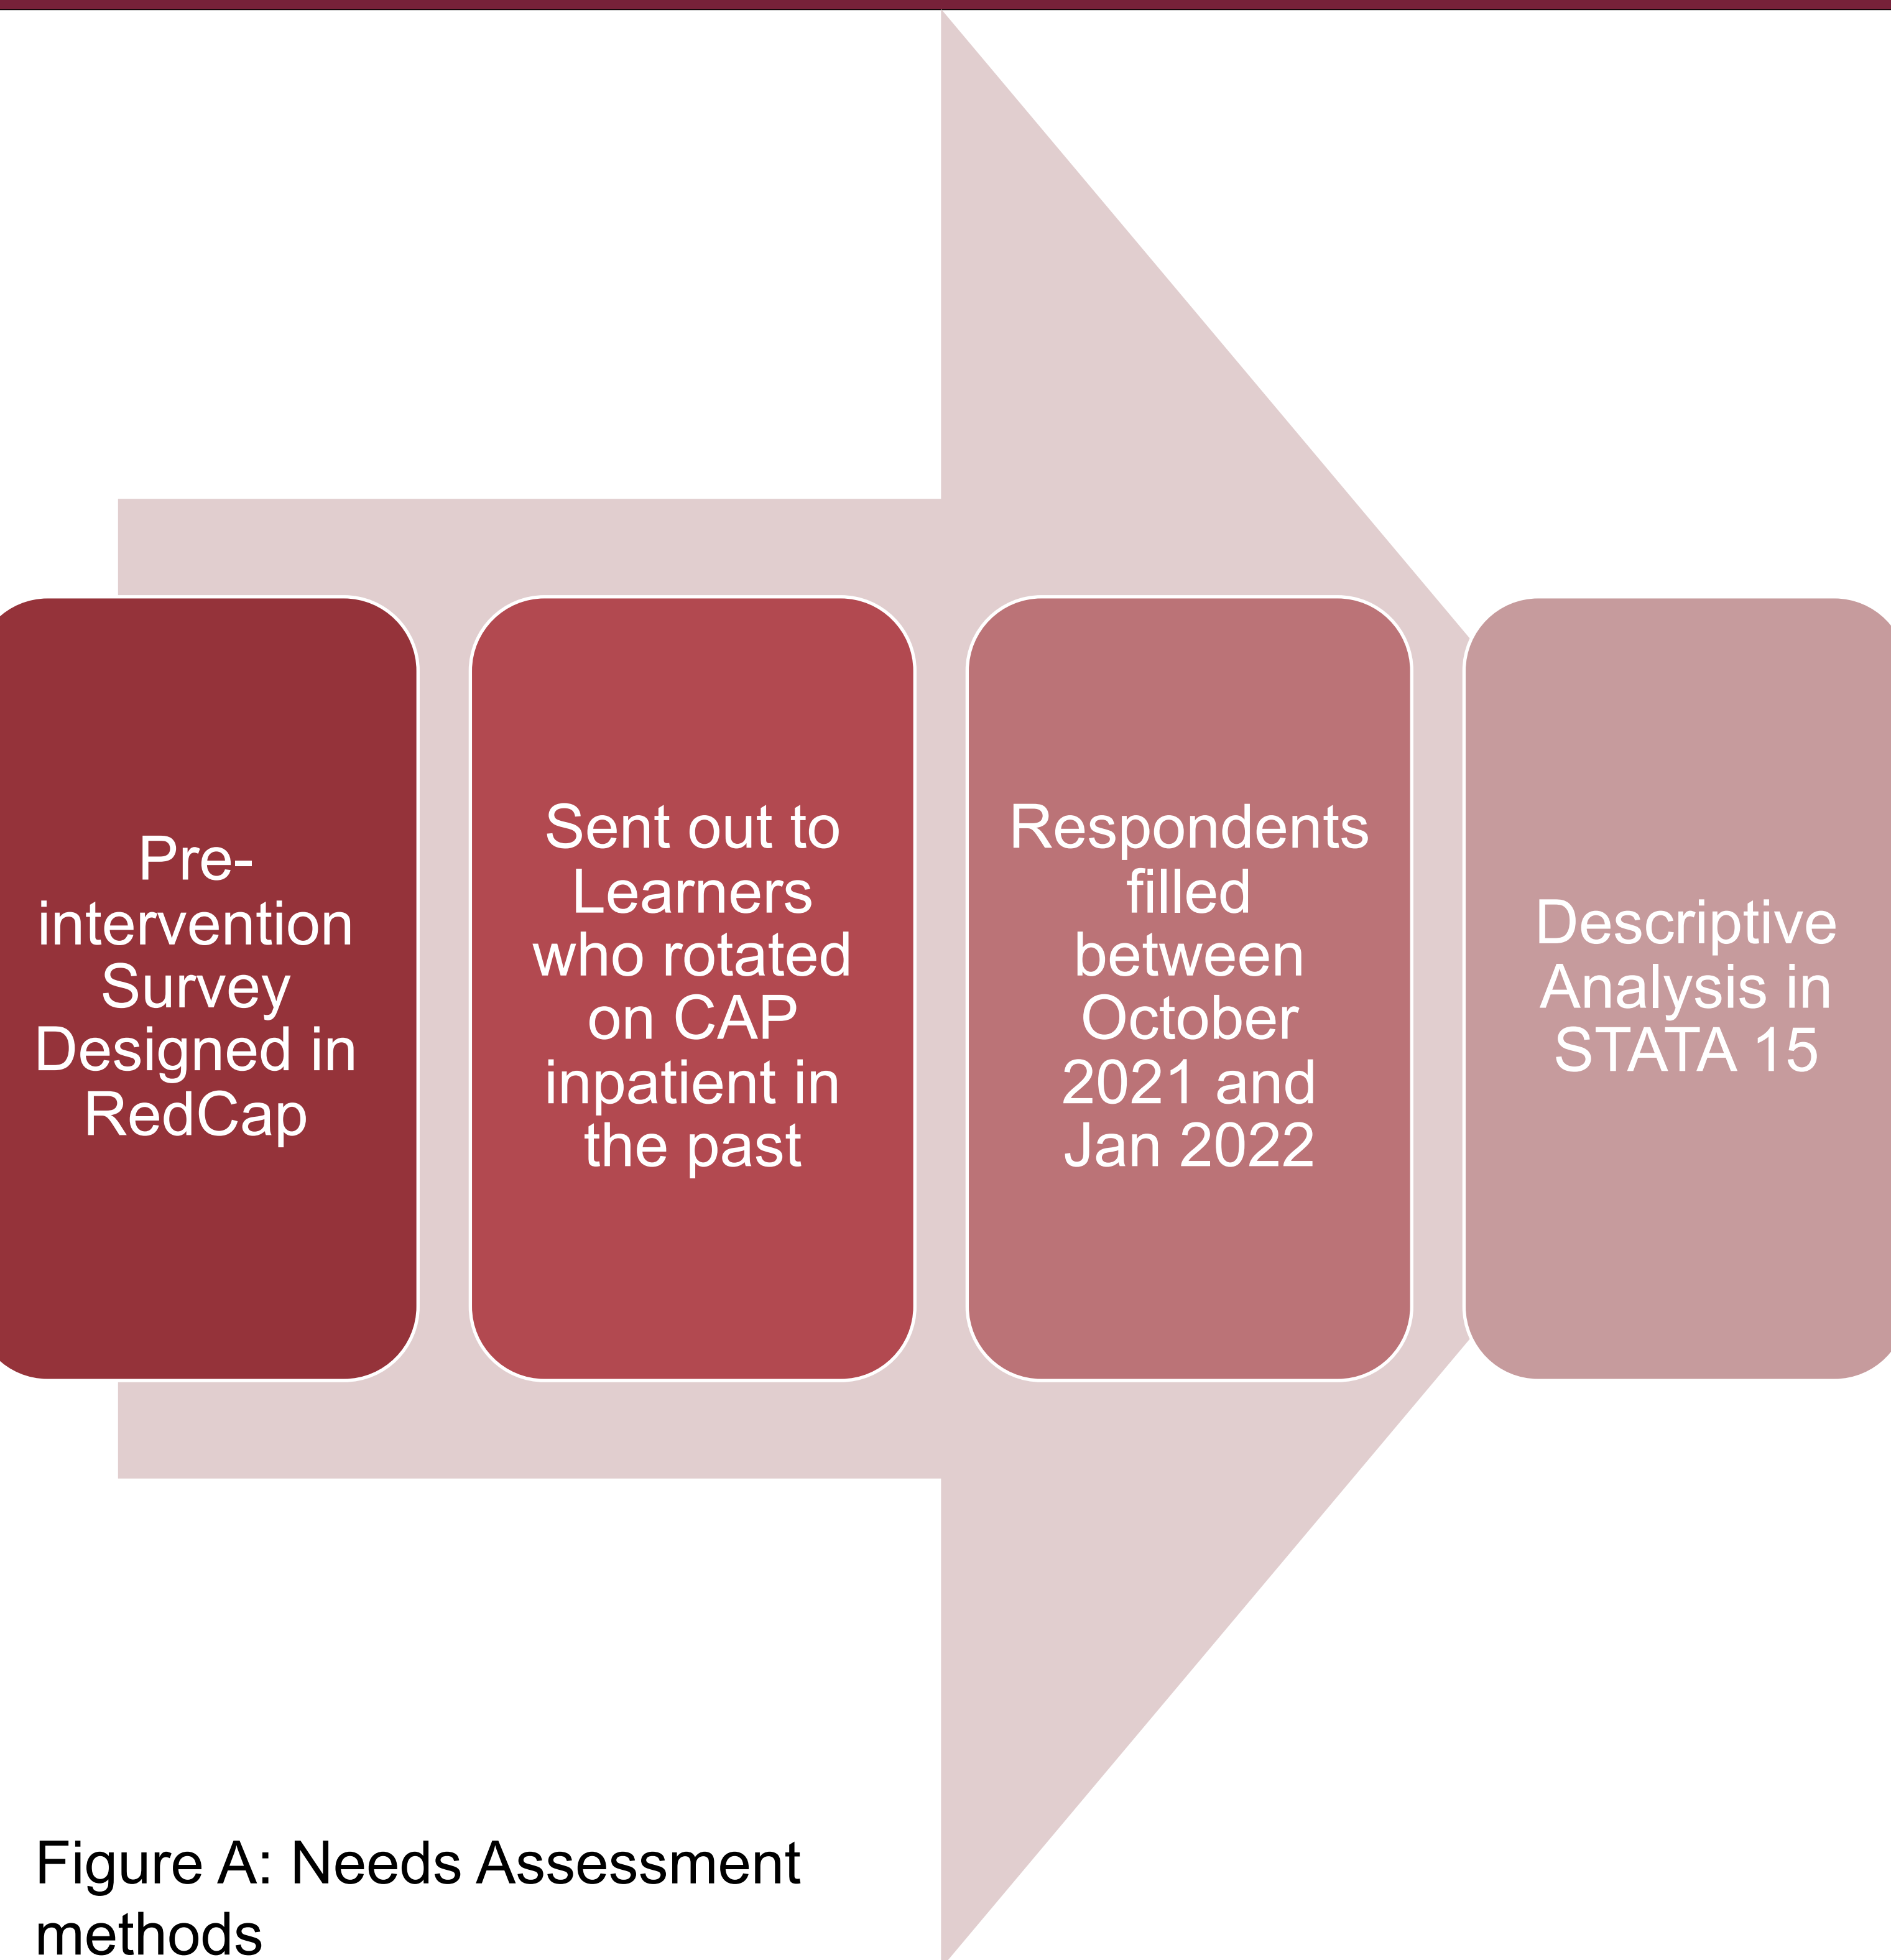 Pre-
intervention
Survey
Designed in
RedCap
Sent out to
Learners
who rotated
on CAP
inpatient in
the past
Respondents
filled
between
October
2021 and
Jan 2022
Descriptive
Analysis in
STATA 15
Figure A: Needs Assessment
methods